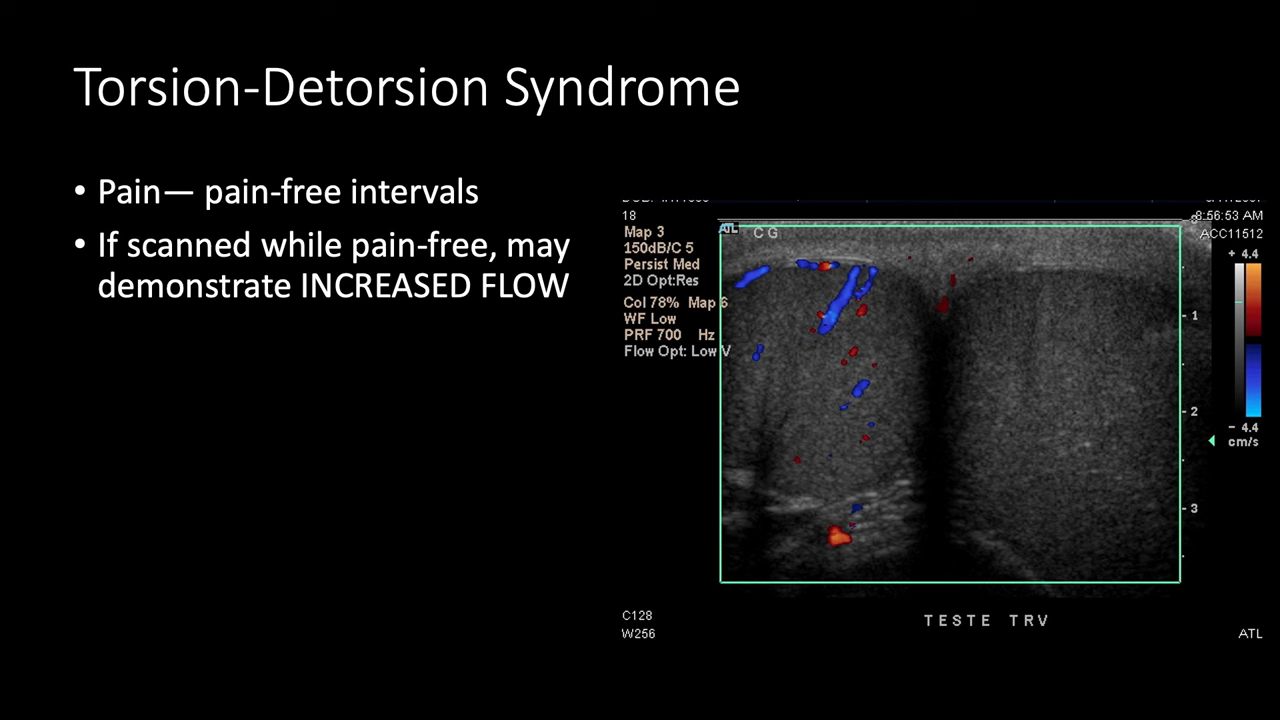 Torsion-Detorsion Syndrome
• Pain— pain-free intervals
• If scanned while pain-free, may
demonstrate INCREASED FLOW
18
8:56:53 AM
Map 3
ACC11512
150dB/C 5
Persist Med
2D Opt:Res
Col 78% Map 6
WF Low
PRF 700 Hz
Flow Opt: Low V
ATL
C G
+ 4.4
1
2
3
- 4.4
cm/s
C128
W256
TESTE TRV
ATL